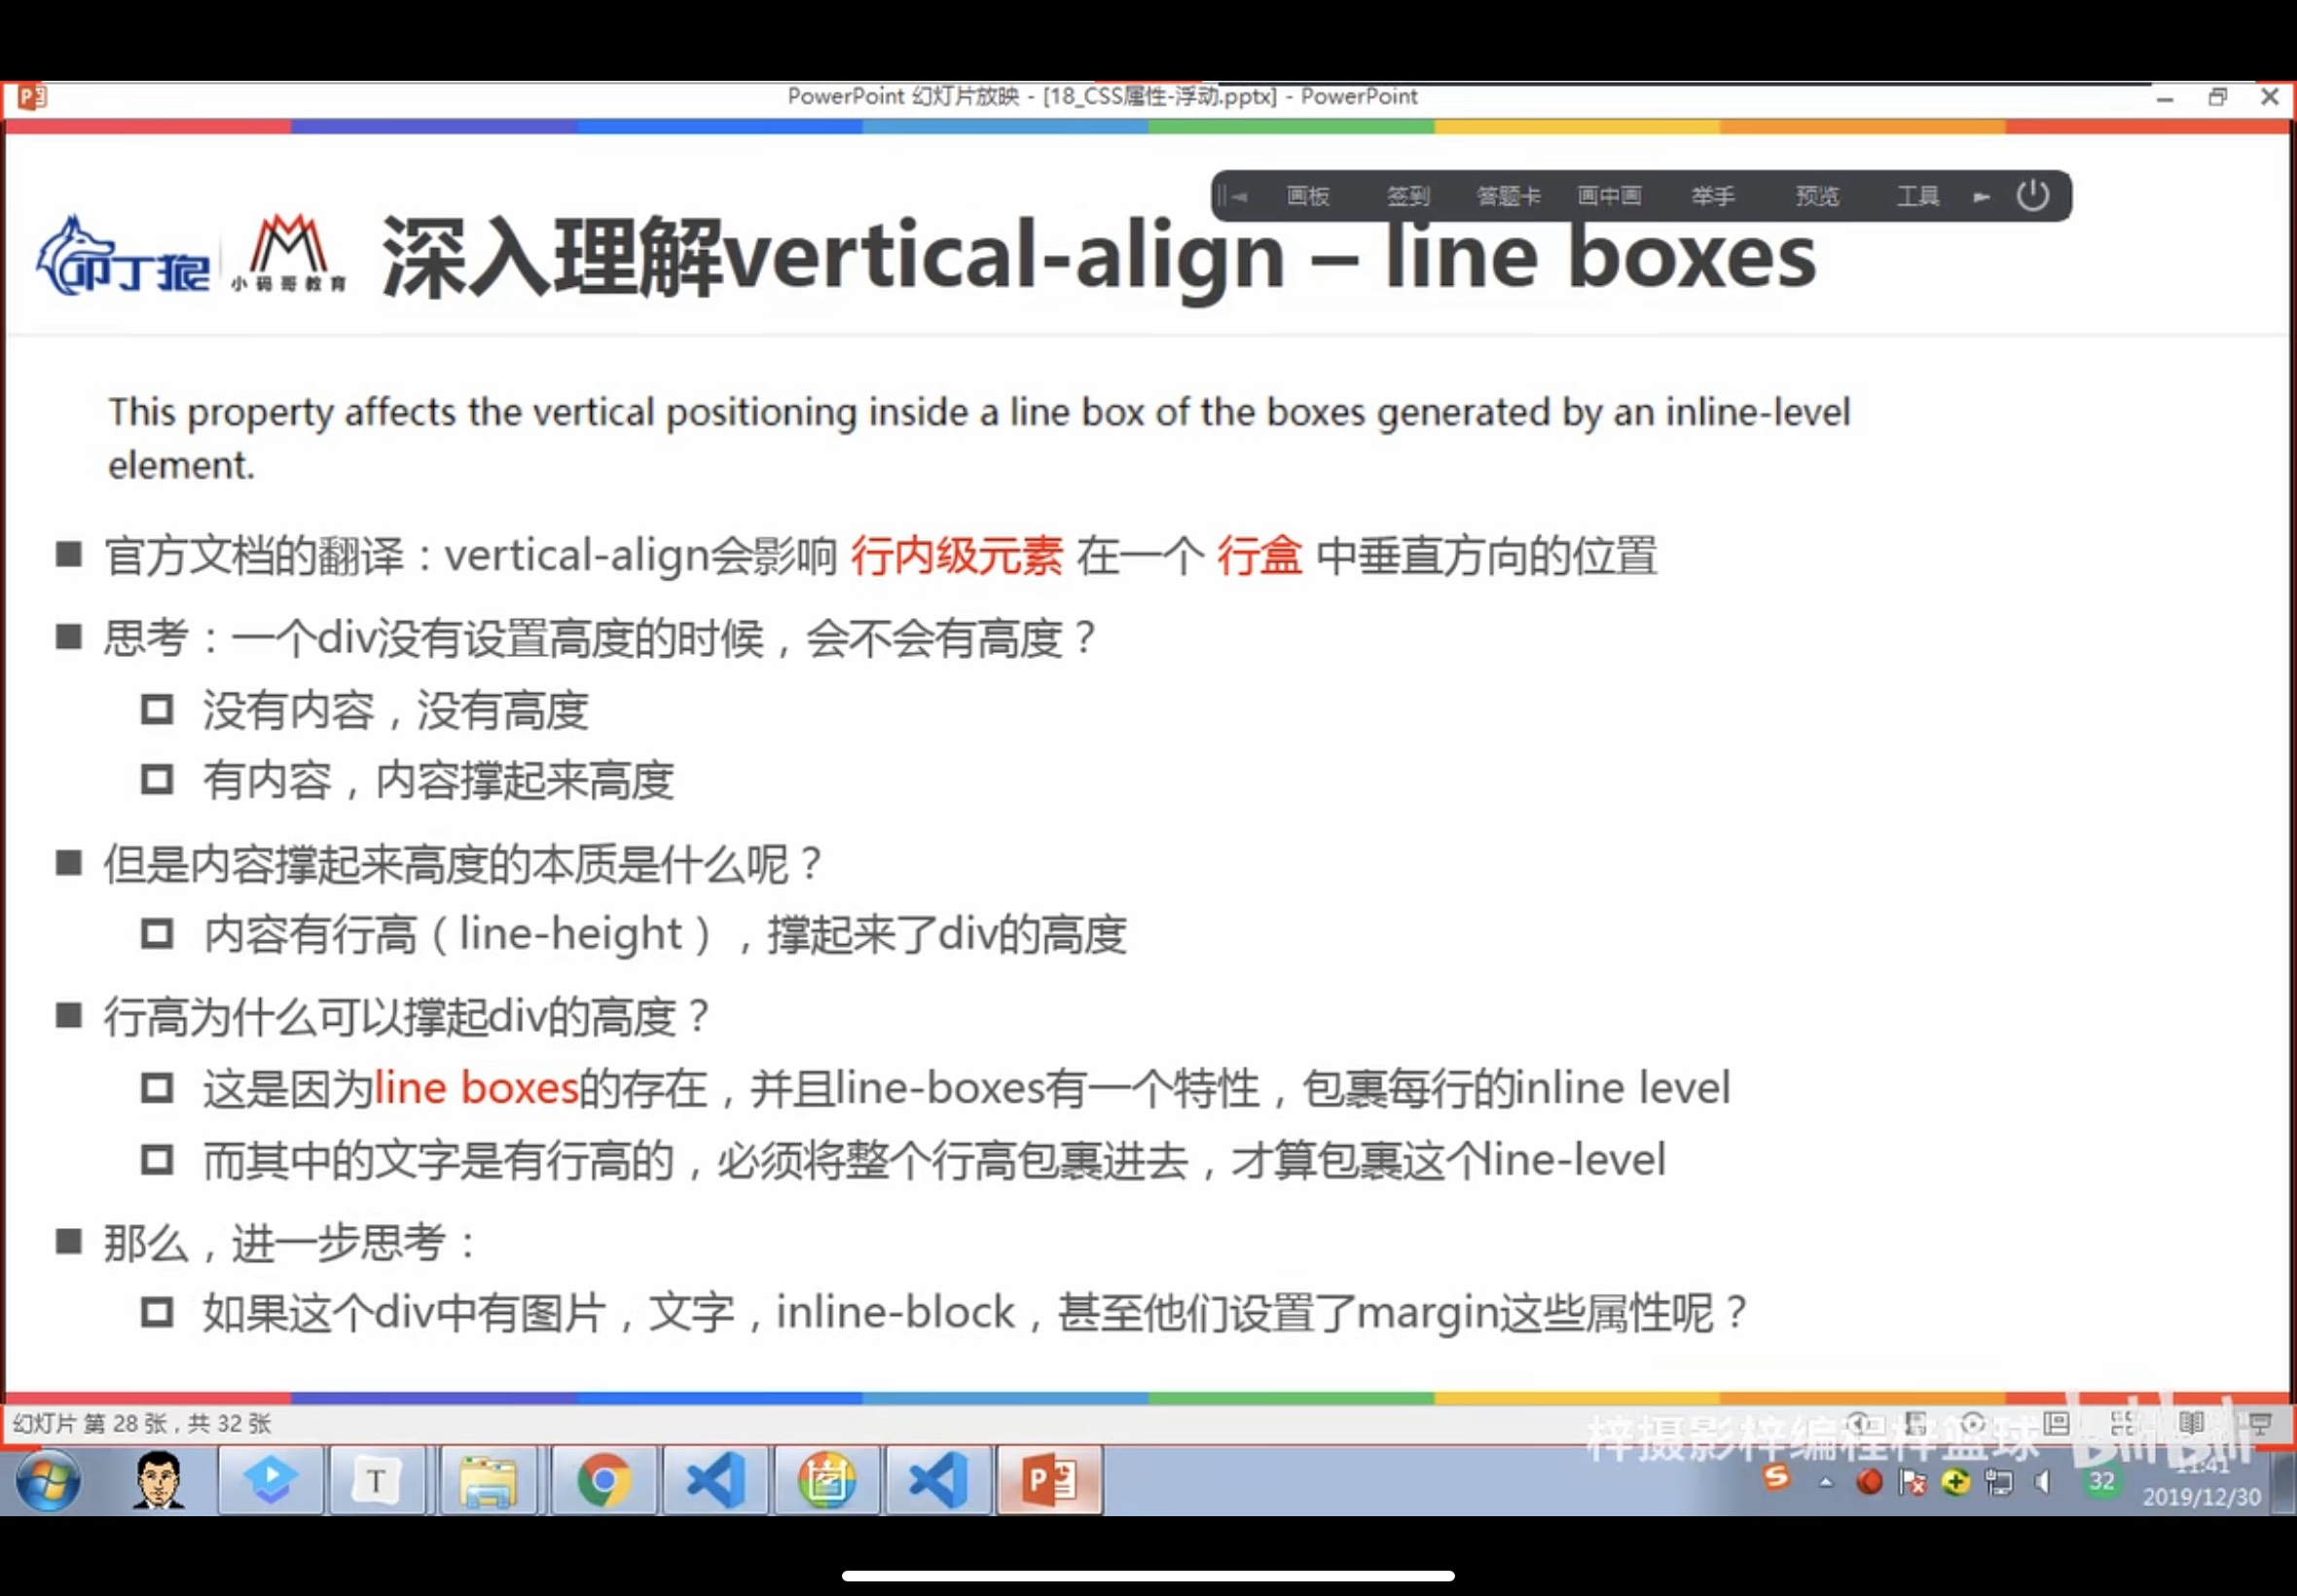 PowerPoint 幻灯片放映 - [18_CSS属性-浮动.pptx] - PowerPoint
画板 签到 答题卡 画中画 举手 预览 工具
叩丁狼 小码哥教育 深入理解vertical-align – line boxes
This property affects the vertical positioning inside a line box of the boxes generated by an inline-level
element.
■ 官方文档的翻译：vertical-align会影响 行内级元素 在一个 行盒 中垂直方向的位置
■ 思考：一个div没有设置高度的时候，会不会有高度？
没有内容，没有高度
有内容，内容撑起来高度
■ 但是内容撑起来高度的本质是什么呢？
内容有行高（line-height），撑起来了div的高度
■ 行高为什么可以撑起div的高度？
这是因为line boxes的存在，并且line-boxes有一个特性，包裹每行的inline level
而其中的文字是有行高的，必须将整个行高包裹进去，才算包裹这个line-level
■ 那么，进一步思考：
如果这个div中有图片，文字，inline-block，甚至他们设置了margin这些属性呢？
幻灯片 第 28 张，共 32 张
梓摄影梓编程梓篮球 bilibili
32 11:41
2019/12/30